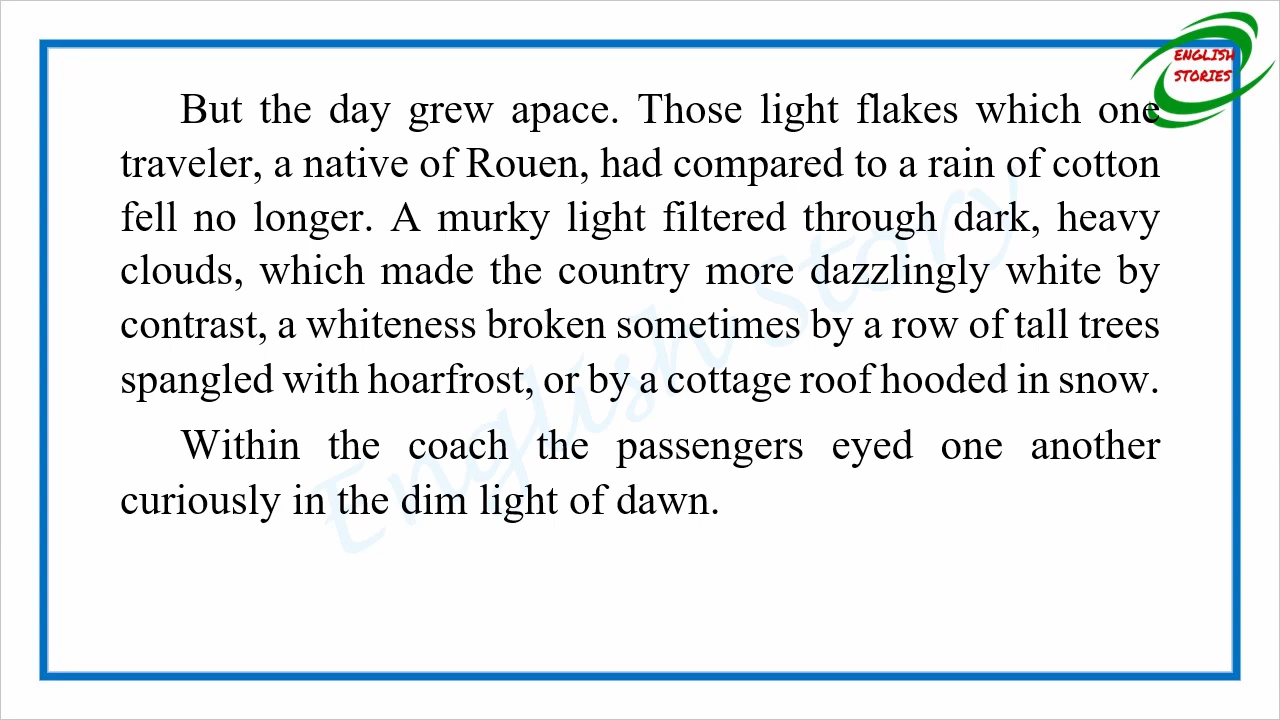 ENGLISH
STORIES
But the day grew apace. Those light flakes which one
traveler, a native of Rouen, had compared to a rain of cotton
fell no longer. A murky light filtered through dark, heavy
clouds, which made the country more dazzlingly white by
contrast, a whiteness broken sometimes by a row of tall trees
spangled with hoarfrost, or by a cottage roof hooded in snow.
Within the coach the passengers eyed one another
curiously in the dim light of dawn.
English Story